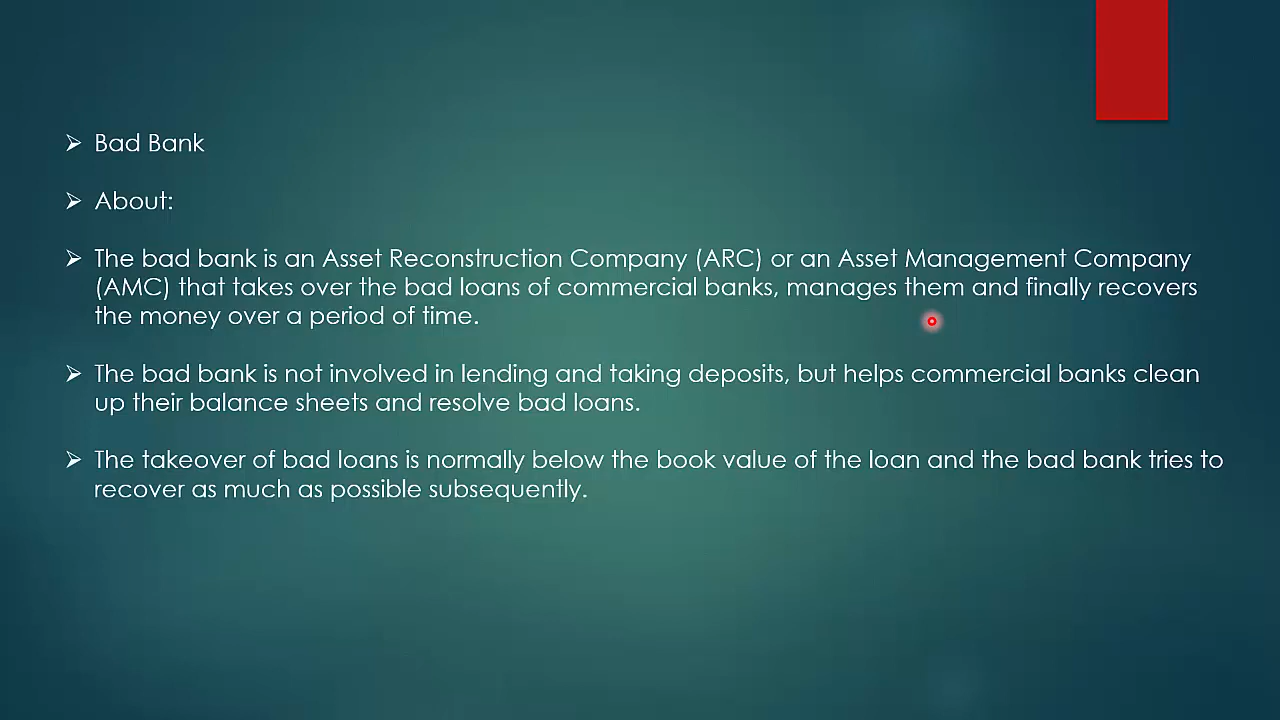 Bad Bank
About:
The bad bank is an Asset Reconstruction Company (ARC) or an Asset Management Company
(AMC) that takes over the bad loans of commercial banks, manages them and finally recovers
the money over a period of time.
The bad bank is not involved in lending and taking deposits, but helps commercial banks clean
up their balance sheets and resolve bad loans.
The takeover of bad loans is normally below the book value of the loan and the bad bank tries to
recover as much as possible subsequently.